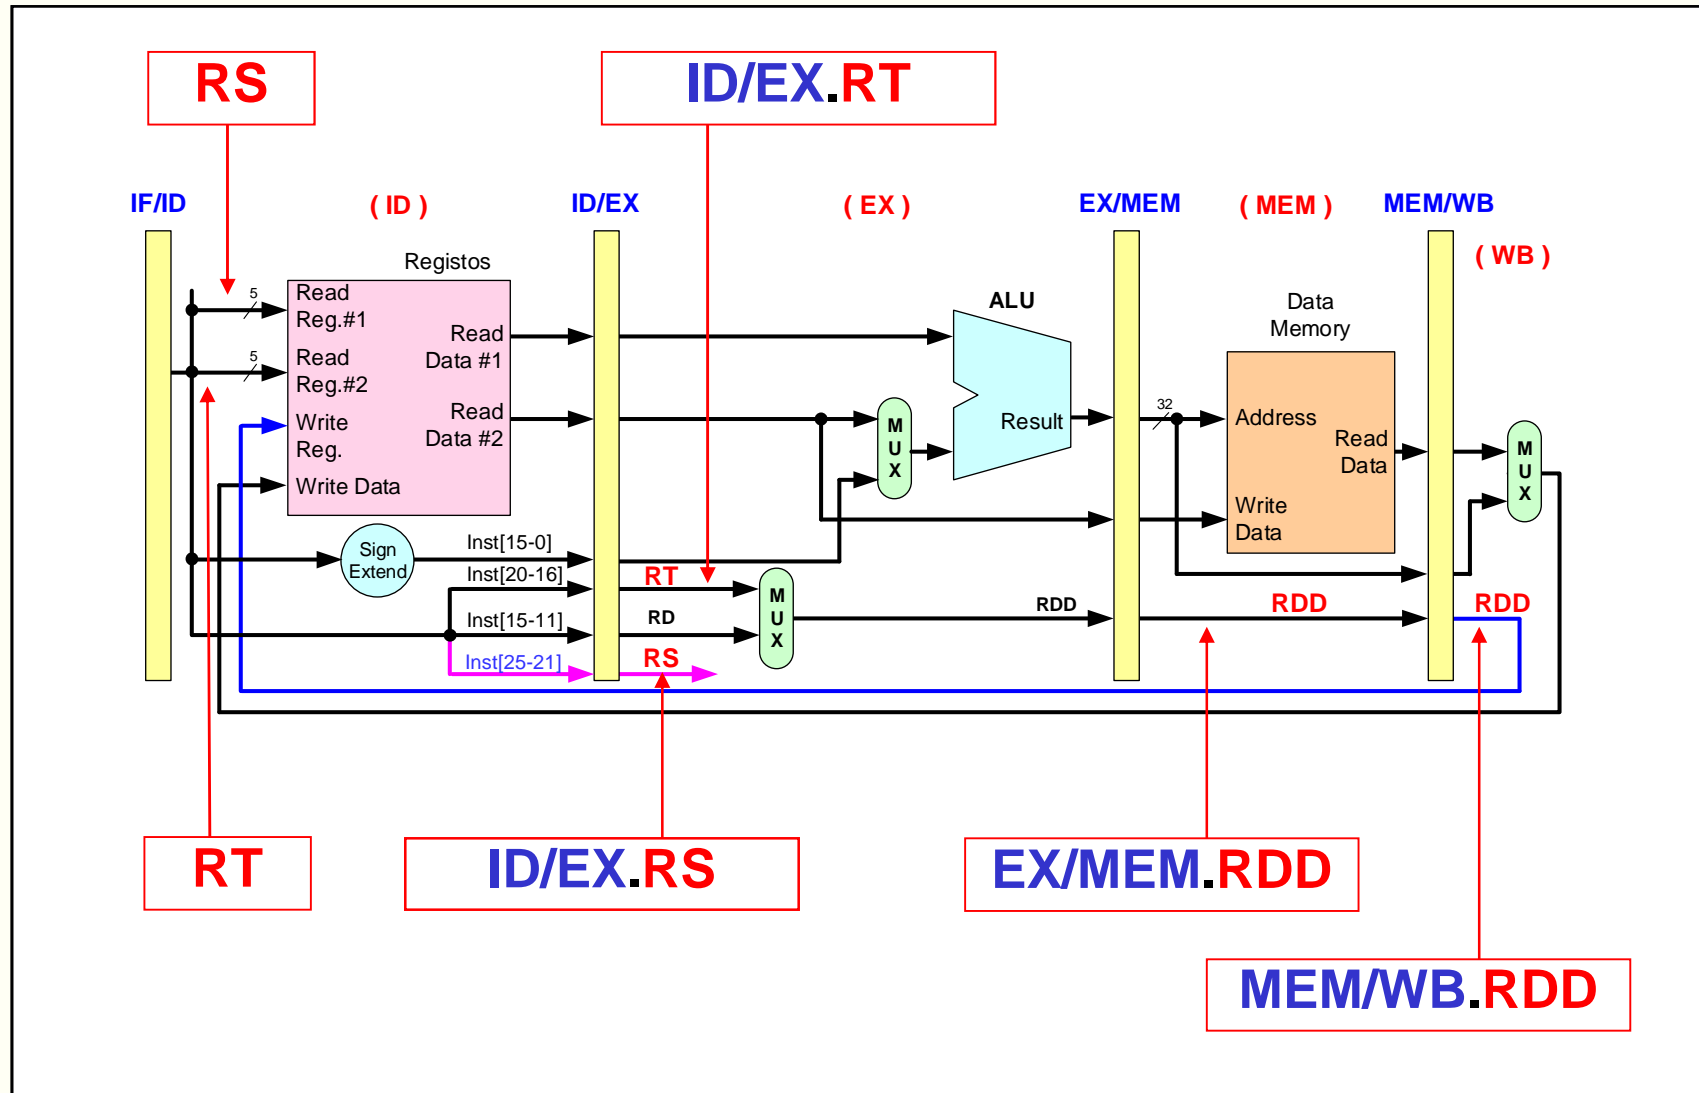 RS
ID/EX.RT
IF/ID
( ID )
ID/EX
( EX )
EX/MEM
( MEM )
MEM/WB
( WB )
Registos
5
Read
Reg.#1
5
Read
Reg.#2
Write
Reg.
Write Data
Read
Data #1
Read
Data #2
ALU
Result
M
U
X
32
Data
Memory
Address
Read
Data
Write
Data
M
U
X
Sign
Extend
Inst[15-0]
Inst[20-16]
Inst[15-11]
Inst[25-21]
RT
RD
RS
M
U
X
RDD
RDD
RDD
RT
ID/EX.RS
EX/MEM.RDD
MEM/WB.RDD